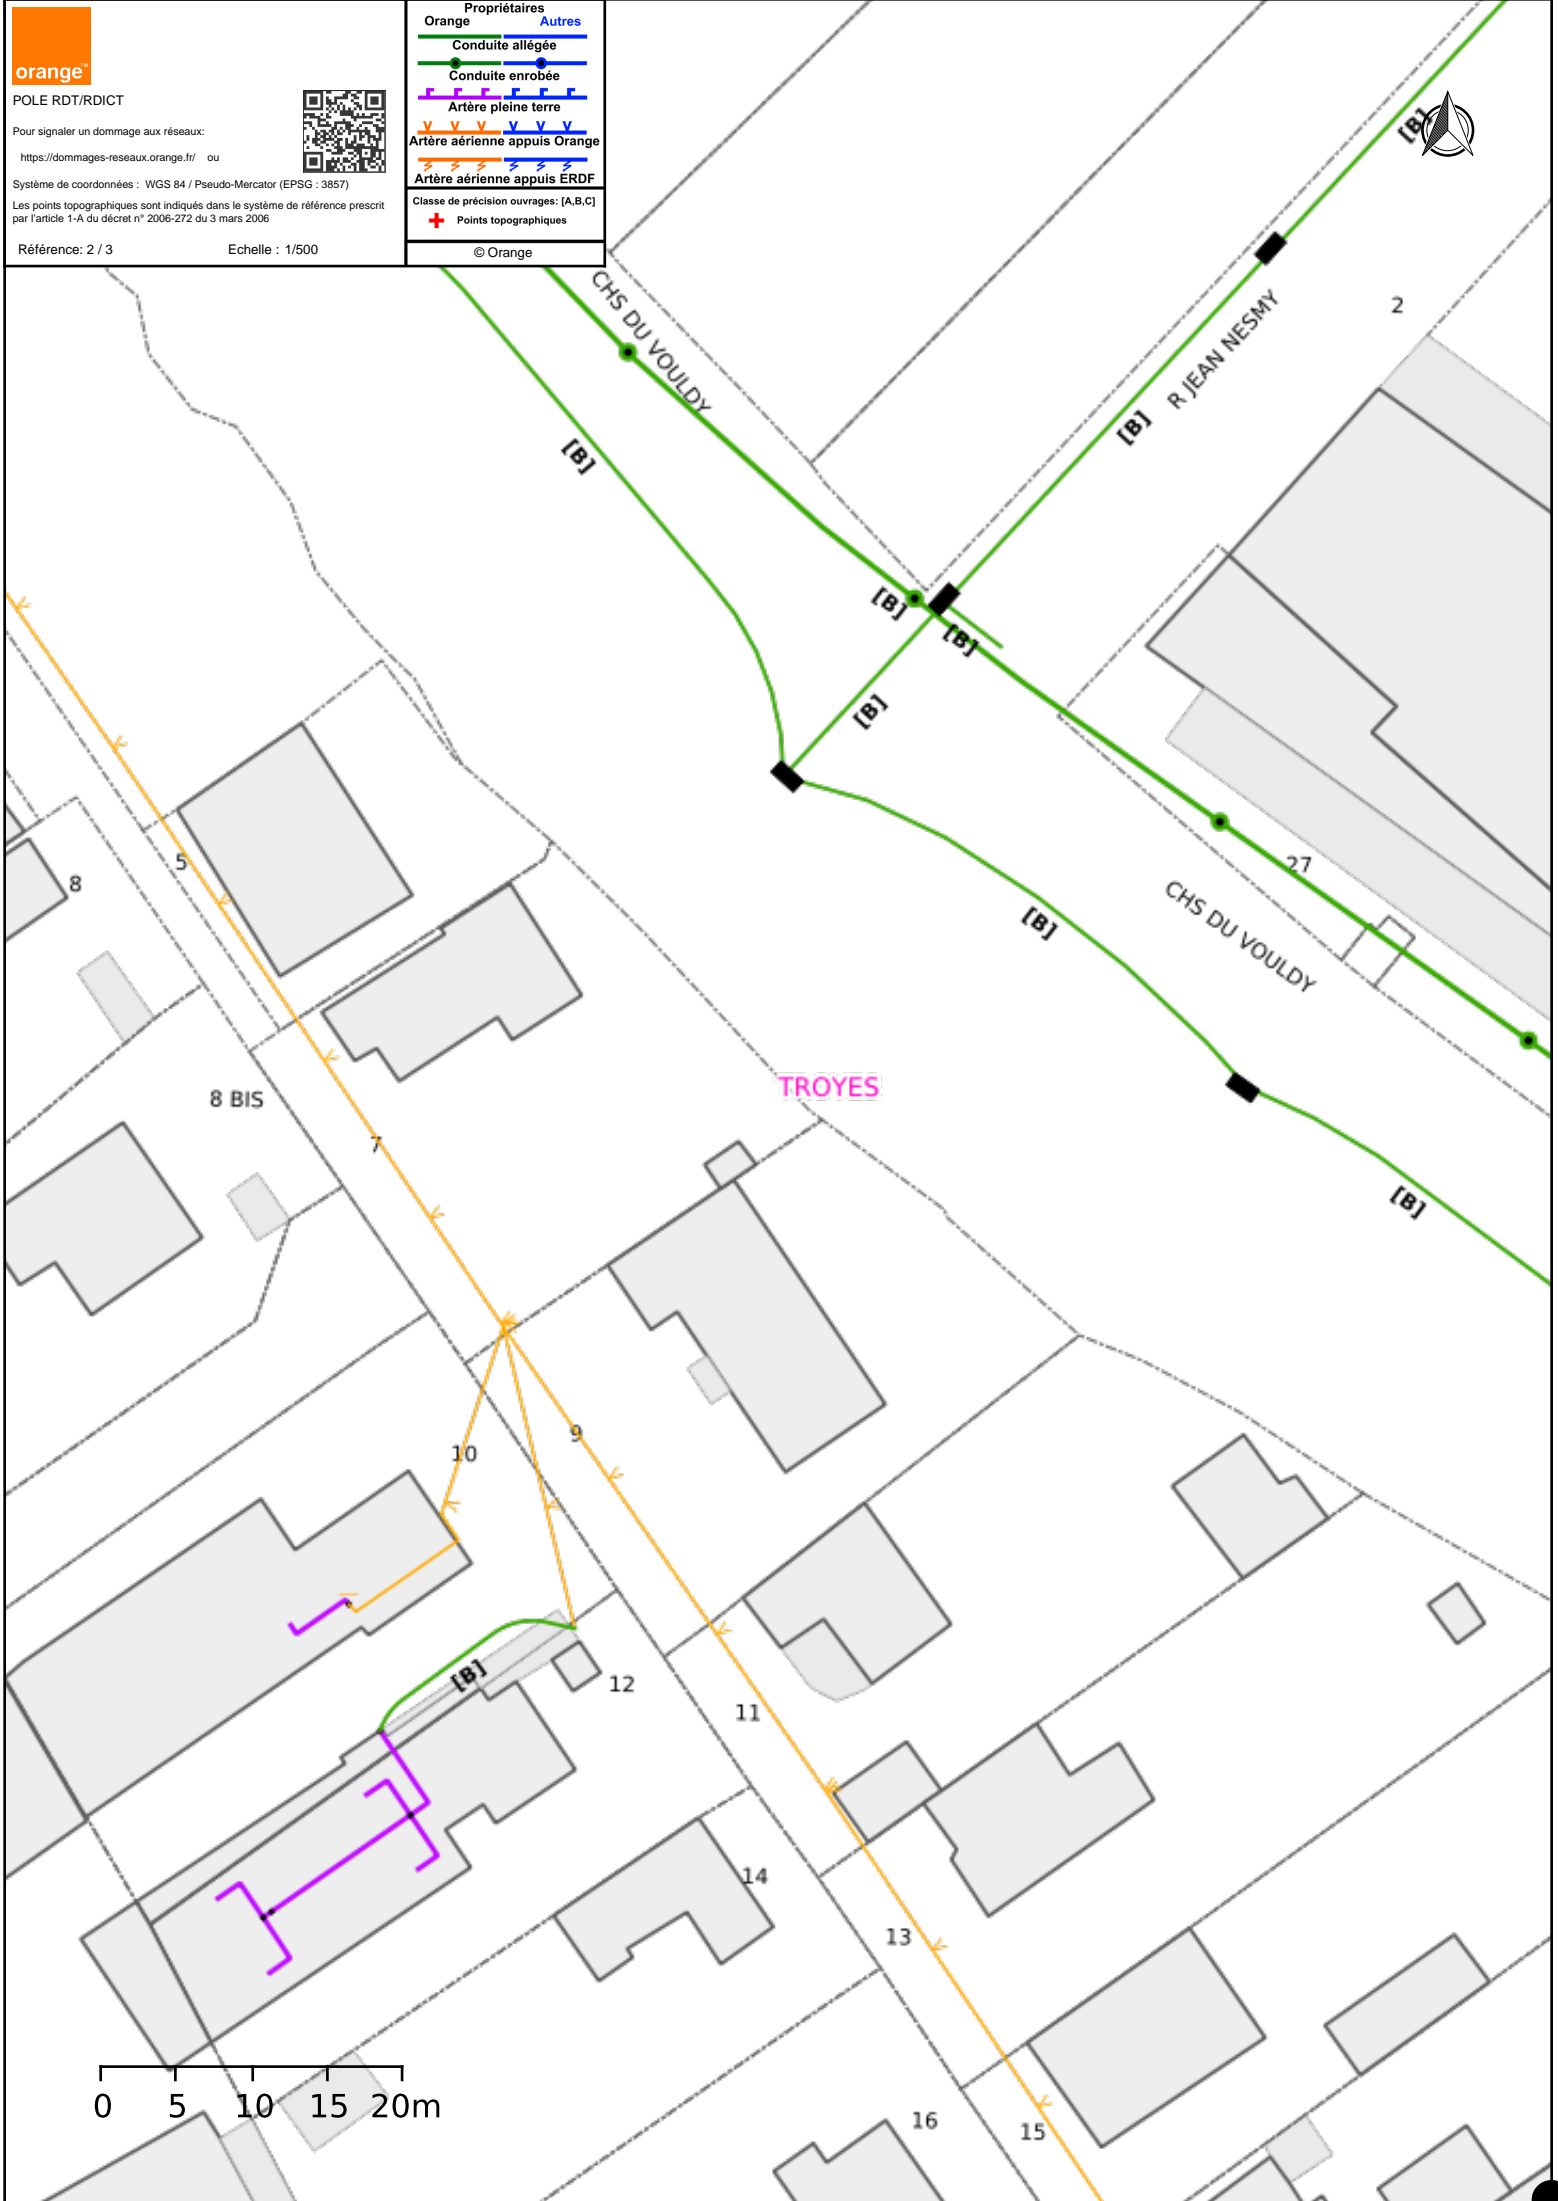 orange™
POLE RDT/RDICT
Pour signaler un dommage aux réseaux:
https://dommages-reseaux.orange.fr/ ou
Système de coordonnées : WGS 84 / Pseudo-Mercator (EPSG : 3857)
Les points topographiques sont indiqués dans le système de référence prescrit
par l'article 1-A du décret n° 2006-272 du 3 mars 2006
Référence: 2 / 3
Echelle : 1/500
Propriétaires
Orange
Autres
Conduite allégée
Conduite enrobée
Artère pleine terre
Artère aérienne appuis Orange
Artère aérienne appuis ERDF
Classe de précision ouvrages: [A,B,C]
Points topographiques
© Orange
[B]
CHS DU VOULDY
R JEAN NESMY
2
[B]
[B]
[B]
[B]
[B]
5
8
27
CHS DU VOULDY
[B]
TROYES
8 BIS
7
[B]
9
10
[B]
12
11
14
13
16
15
0 5 10 15 20m